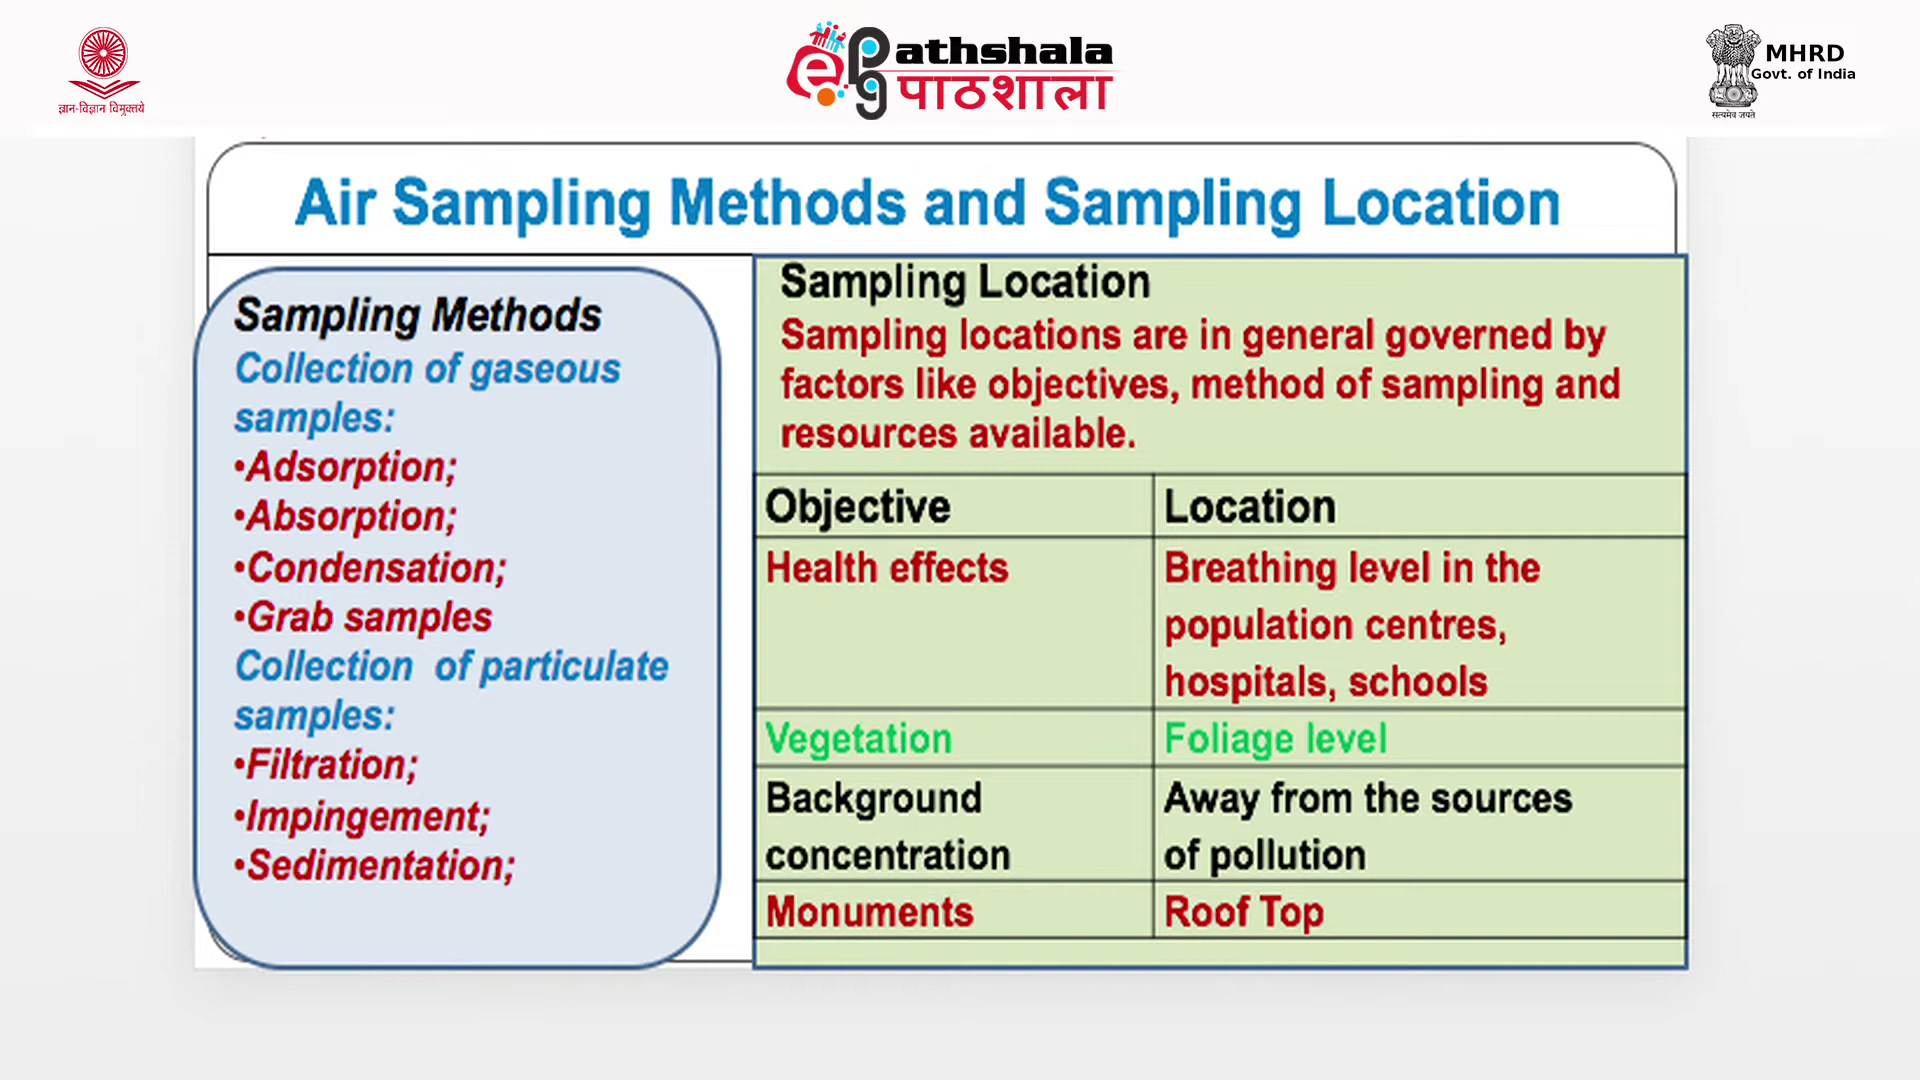 ज्ञान-विज्ञान विमुक्तये
ePathshala
पाठशाला
MHRD
Govt. of India
सत्यमेव जयते
Air Sampling Methods and Sampling Location
Sampling Methods
Collection of gaseous
samples:
•Adsorption;
•Absorption;
•Condensation;
•Grab samples
Collection of particulate
samples:
•Filtration;
•Impingement;
•Sedimentation;
Sampling Location
Sampling locations are in general governed by
factors like objectives, method of sampling and
resources available.
Objective Location
Health effects Breathing level in the
population centres,
hospitals, schools
Vegetation Foliage level
Background Away from the sources
concentration of pollution
Monuments Roof Top